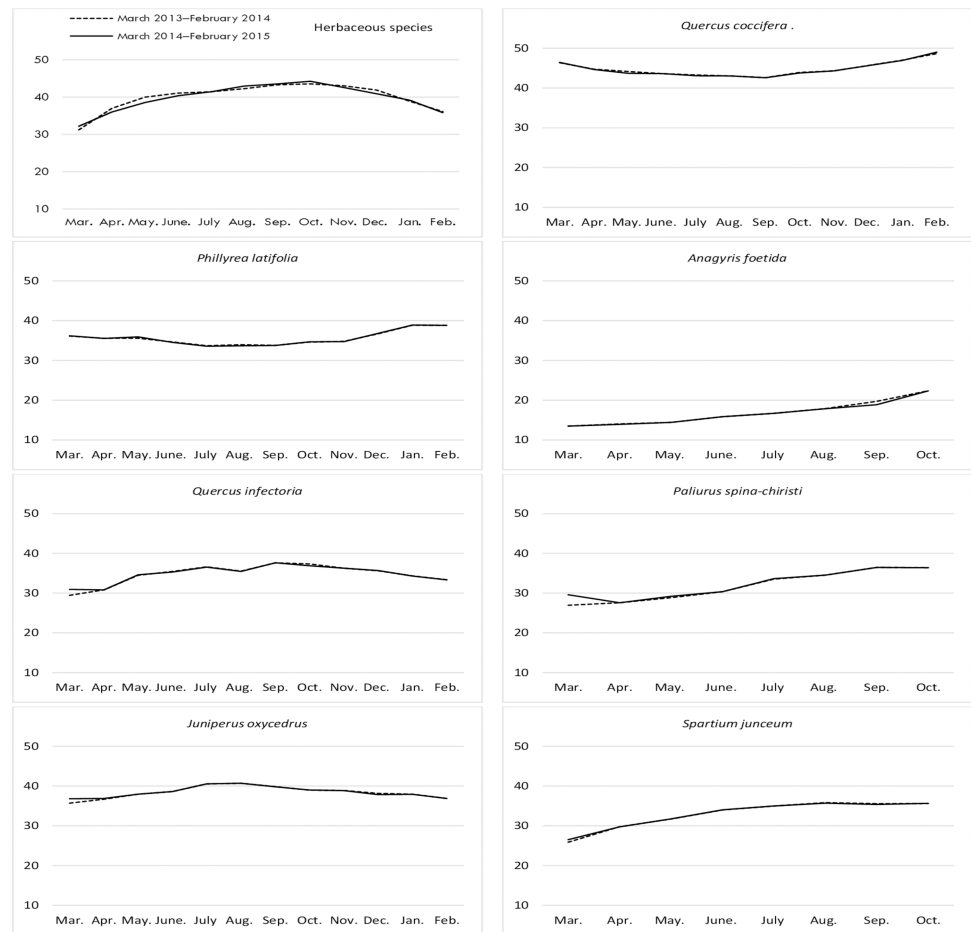 March 2013–February 2014
March 2014–February 2015
Herbaceous species
50
40
30
20
10
Mar. Apr. May. June. July Aug. Sep. Oct. Nov. Dec. Jan. Feb.
Quercus coccifera .
50
40
30
20
10
Mar. Apr. May. June. July Aug. Sep. Oct. Nov. Dec. Jan. Feb.
Phillyrea latifolia
50
40
30
20
10
Mar. Apr. May. June. July Aug. Sep. Oct. Nov. Dec. Jan. Feb.
Anagyris foetida
50
40
30
20
10
Mar. Apr. May. June. July Aug. Sep. Oct.
Quercus infectoria
50
40
30
20
10
Mar. Apr. May. June. July Aug. Sep. Oct. Nov. Dec. Jan. Feb.
Paliurus spina-chiristi
50
40
30
20
10
Mar. Apr. May. June. July Aug. Sep. Oct.
Juniperus oxycedrus
50
40
30
20
10
Mar. Apr. May. June. July Aug. Sep. Oct. Nov. Dec. Jan. Feb.
Spartium junceum
50
40
30
20
10
Mar. Apr. May. June. July Aug. Sep. Oct.